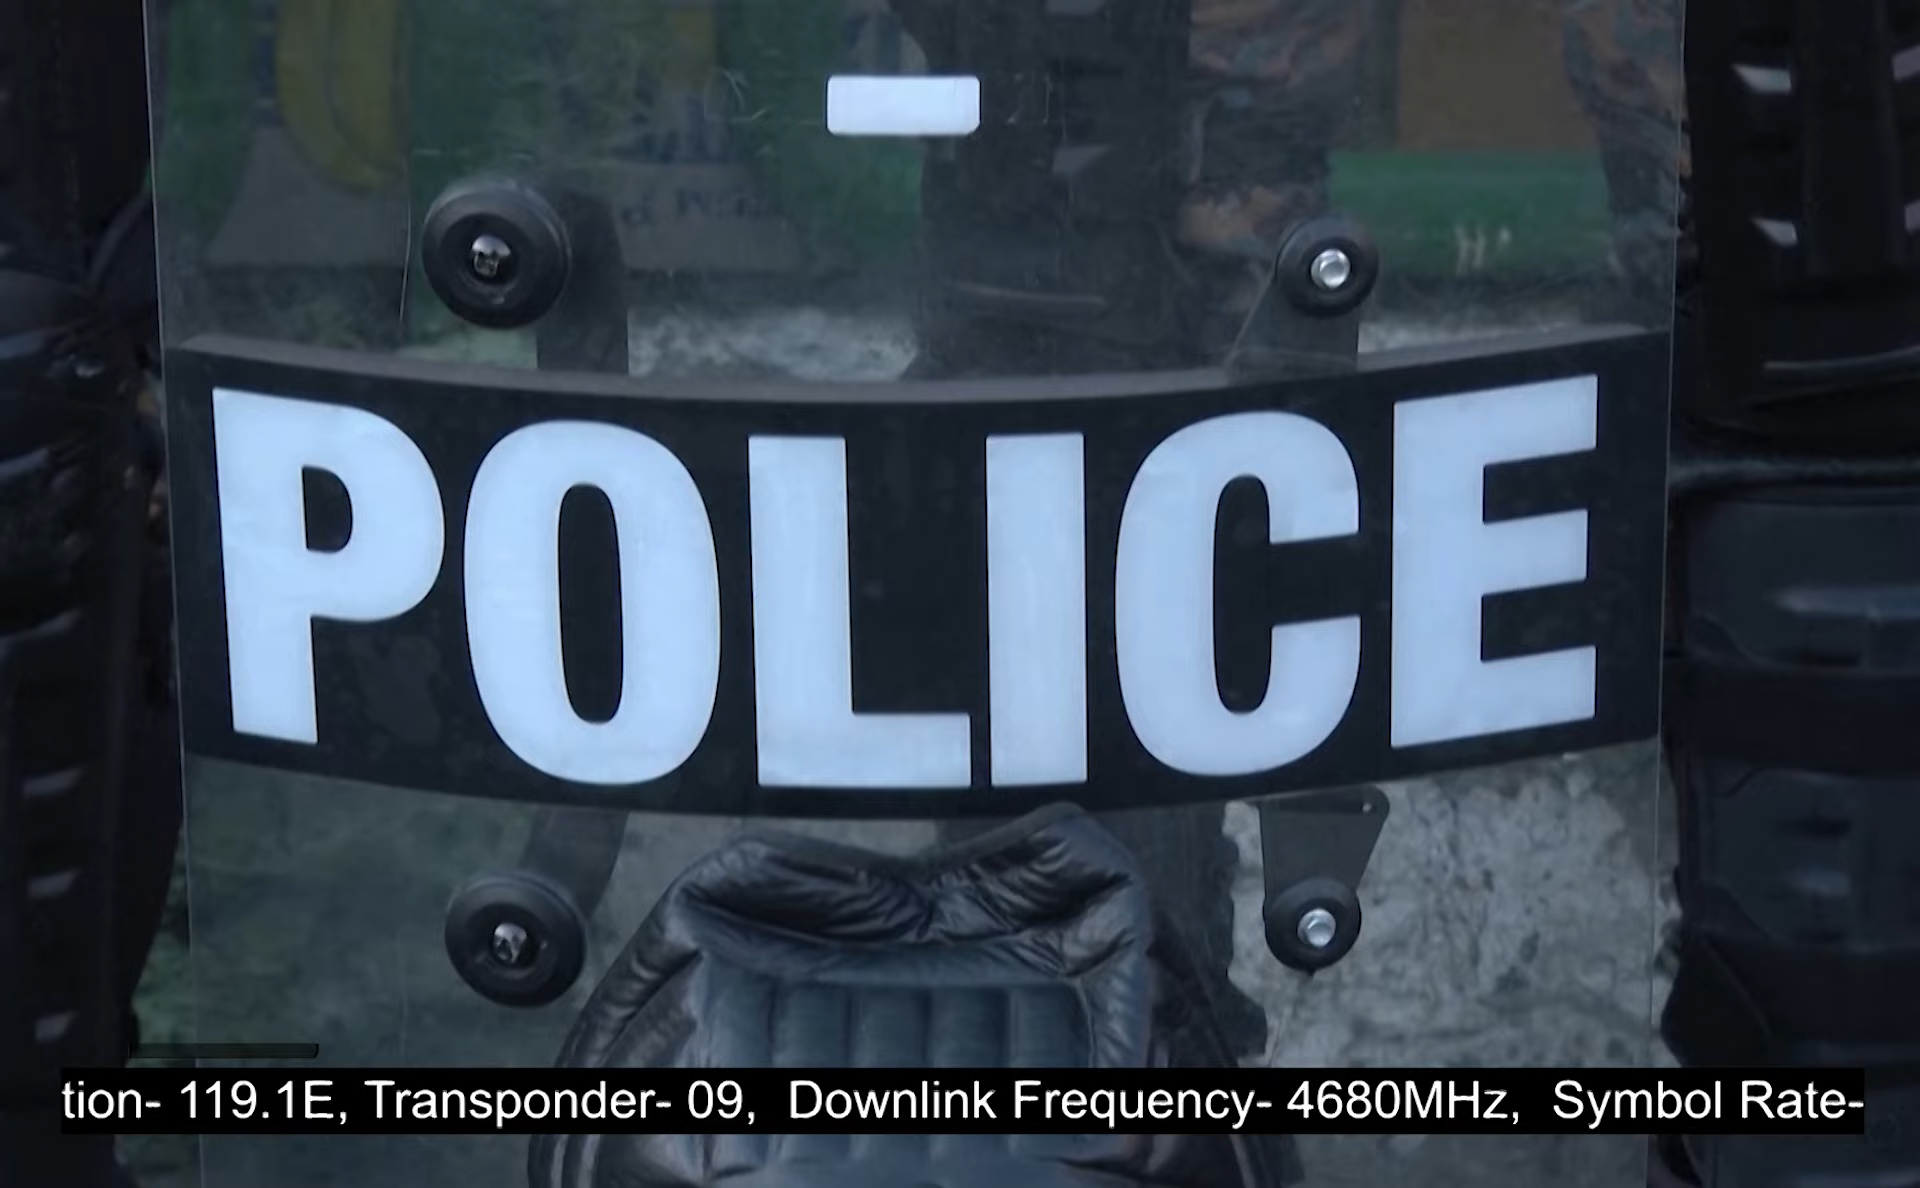 POLICE
tion- 119.1E, Transponder- 09, Downlink Frequency- 4680MHz, Symbol Rate-